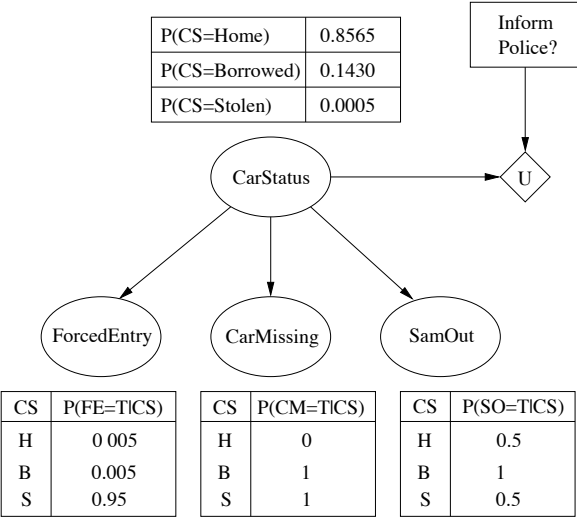 P(CS=Home) 0.8565
P(CS=Borrowed) 0.1430
P(CS=Stolen) 0.0005
Inform
Police?
CarStatus
U
ForcedEntry
CarMissing
SamOut
CS P(FE=T|CS)
H 0 005
B 0.005
S 0.95
CS P(CM=T|CS)
H 0
B 1
S 1
CS P(SO=T|CS)
H 0.5
B 1
S 0.5